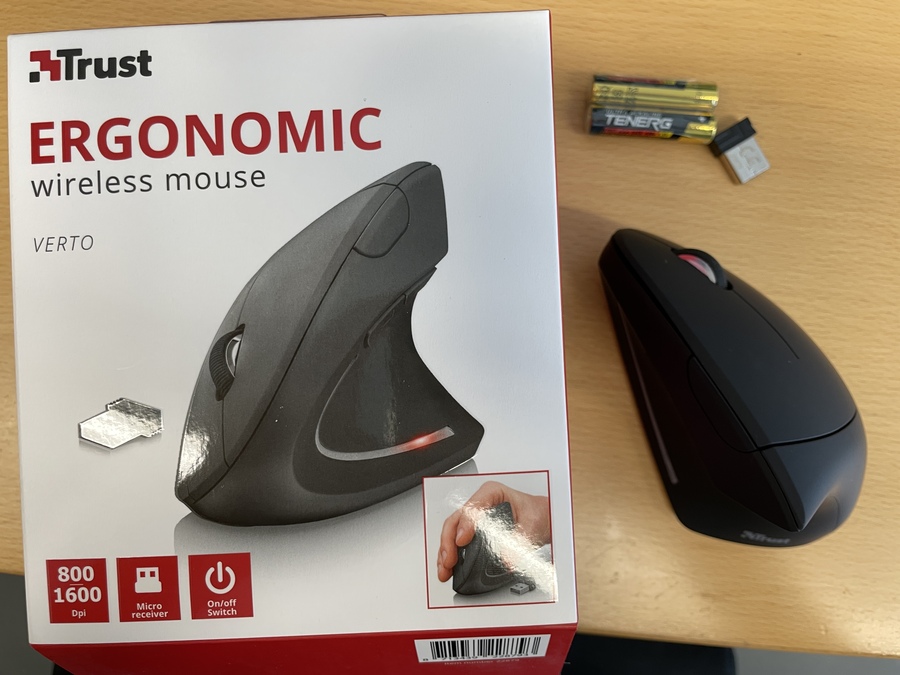 Trust
ERGONOMIC
wireless mouse
VERTO
800
1600
Dpi
Micro
receiver
On/off
Switch
TENERG
Trust